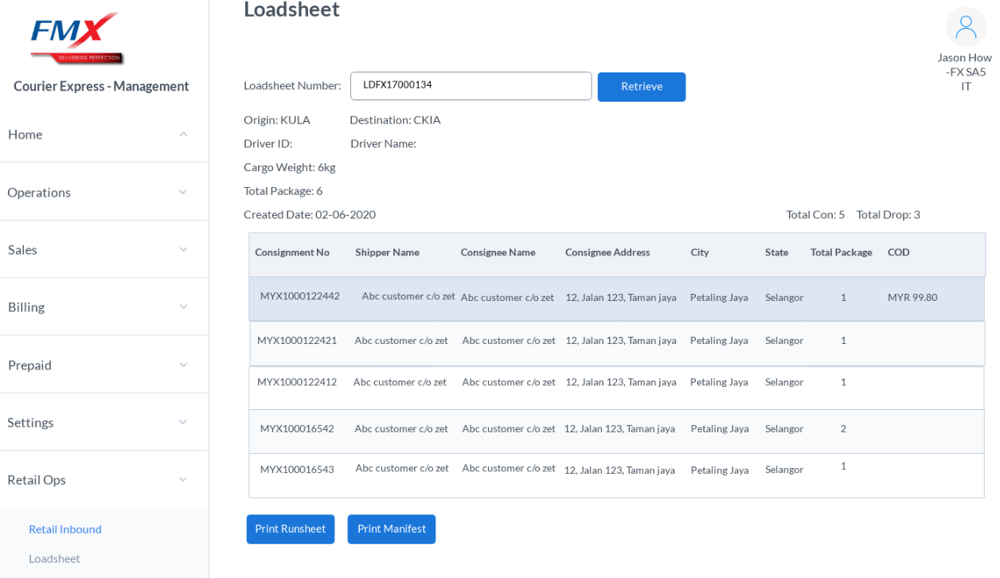 Loadsheet
FMX
DELIVERING PERFECTION
Courier Express - Management
Jason How
-FX SA5
IT
Home
Operations
Sales
Billing
Prepaid
Settings
Retail Ops
Retail Inbound
Loadsheet
Loadsheet Number: LDFX17000134 Retrieve
Origin: KULA Destination: CKIA
Driver ID: Driver Name:
Cargo Weight: 6kg
Total Package: 6
Created Date: 02-06-2020 Total Con: 5 Total Drop: 3
Consignment No Shipper Name Consignee Name Consignee Address City State Total Package COD
MYX1000122442 Abc customer c/o zet Abc customer c/o zet 12, Jalan 123, Taman jaya Petaling Jaya Selangor 1 MYR 99.80
MYX1000122421 Abc customer c/o zet Abc customer c/o zet 12, Jalan 123, Taman jaya Petaling Jaya Selangor 1
MYX1000122412 Abc customer c/o zet Abc customer c/o zet 12, Jalan 123, Taman jaya Petaling Jaya Selangor 1
MYX100016542 Abc customer c/o zet Abc customer c/o zet 12, Jalan 123, Taman jaya Petaling Jaya Selangor 2
MYX100016543 Abc customer c/o zet Abc customer c/o zet 12, Jalan 123, Taman jaya Petaling Jaya Selangor 1
Print Runsheet Print Manifest